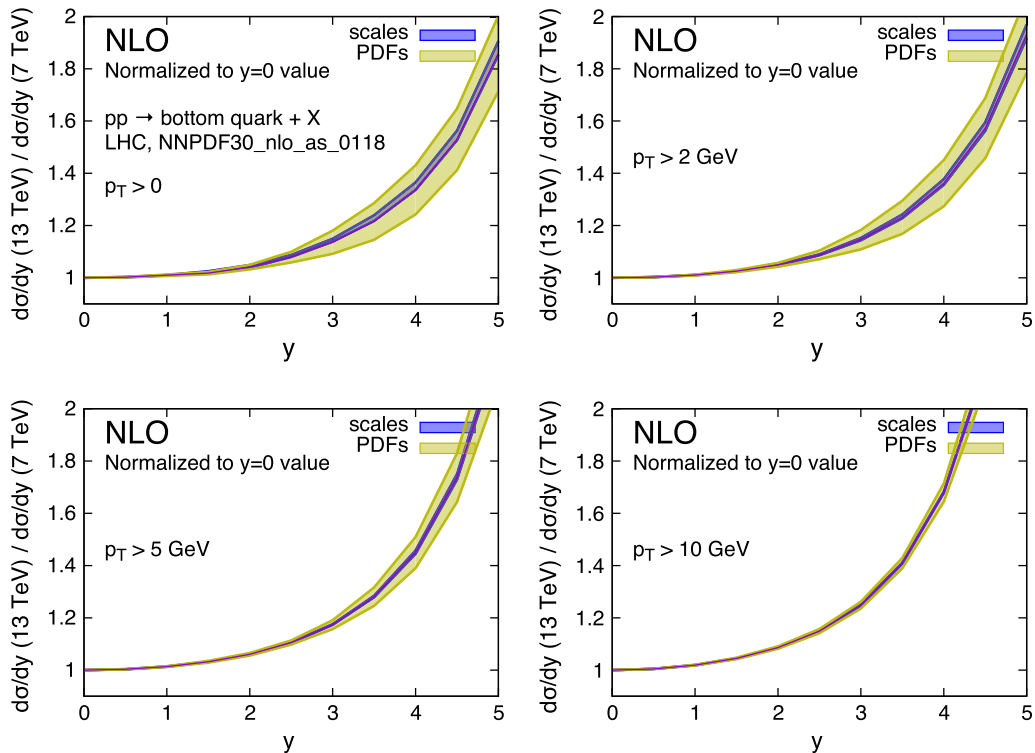 NLO
scales
PDFs
Normalized to y=0 value
pp → bottom quark + X
LHC, NNPDF30_nlo_as_0118
p_T > 0
dσ/dy (13 TeV) / dσ/dy (7 TeV)
2
1.8
1.6
1.4
1.2
1
0 1 2 3 4 5
y
NLO
scales
PDFs
Normalized to y=0 value
p_T > 2 GeV
dσ/dy (13 TeV) / dσ/dy (7 TeV)
2
1.8
1.6
1.4
1.2
1
0 1 2 3 4 5
y
NLO
scales
PDFs
Normalized to y=0 value
p_T > 5 GeV
dσ/dy (13 TeV) / dσ/dy (7 TeV)
2
1.8
1.6
1.4
1.2
1
0 1 2 3 4 5
y
NLO
scales
PDFs
Normalized to y=0 value
p_T > 10 GeV
dσ/dy (13 TeV) / dσ/dy (7 TeV)
2
1.8
1.6
1.4
1.2
1
0 1 2 3 4 5
y